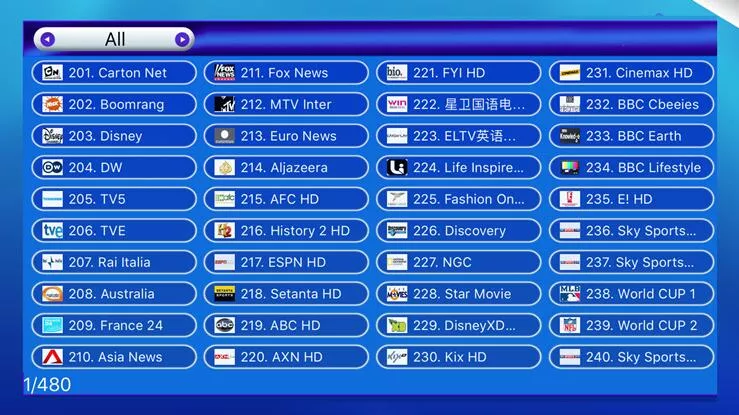 All
201. Carton Net
202. Boomrang
203. Disney
204. DW
205. TV5
206. TVE
207. Rai Italia
208. Australia
209. France 24
210. Asia News
211. Fox News
212. MTV Inter
213. Euro News
214. Aljazeera
215. AFC HD
216. History 2 HD
217. ESPN HD
218. Setanta HD
219. ABC HD
220. AXN HD
221. FYI HD
222. 星卫国语电...
223. ELTV英语...
224. Life Inspire...
225. Fashion On...
226. Discovery
227. NGC
228. Star Movie
229. DisneyXD...
230. Kix HD
231. Cinemax HD
232. BBC Cbeeies
233. BBC Earth
234. BBC Lifestyle
235. E! HD
236. Sky Sports...
237. Sky Sports...
238. World CUP 1
239. World CUP 2
240. Sky Sports...
1/480